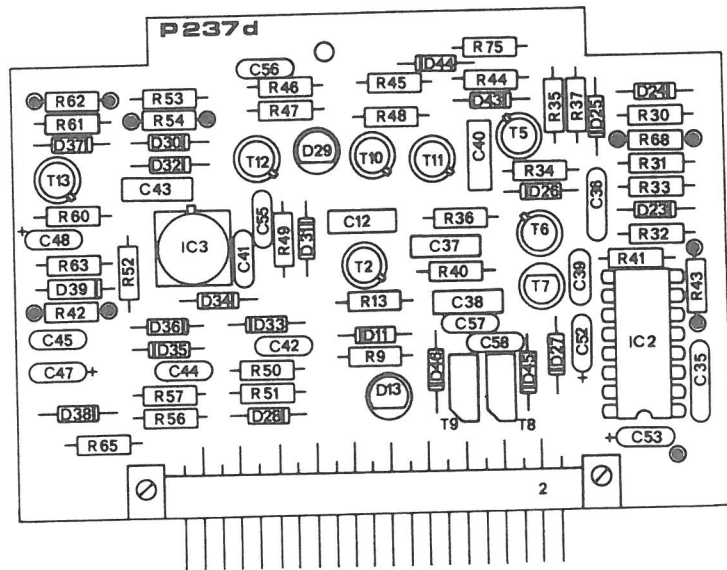 P237d
R75
D44
C56
R62 R53 R46 R45 R44 D24
R61 R54 R47 R48 D43 R35 R37 D25 R30
D37 D30 T5 R68
D32 T12 D29 T10 T11 C40 R31
T13 C43 R34 R33
D26 C36 D23
R60 C55 C12 R36 T6 R32
C48 IC3 C41 R49 D31 C37 R41
R63 R52 T2 R40 T7 C39 R43
D39 D34 R13 C38
R42 D36 D33 C57
C45 D35 C42 D11 C58 C52 IC2
C47 C44 R50 R9 D46 D45 D27 C35
R57 R51 D13
D38 R56 D28 T9 T8
R65 C53
2